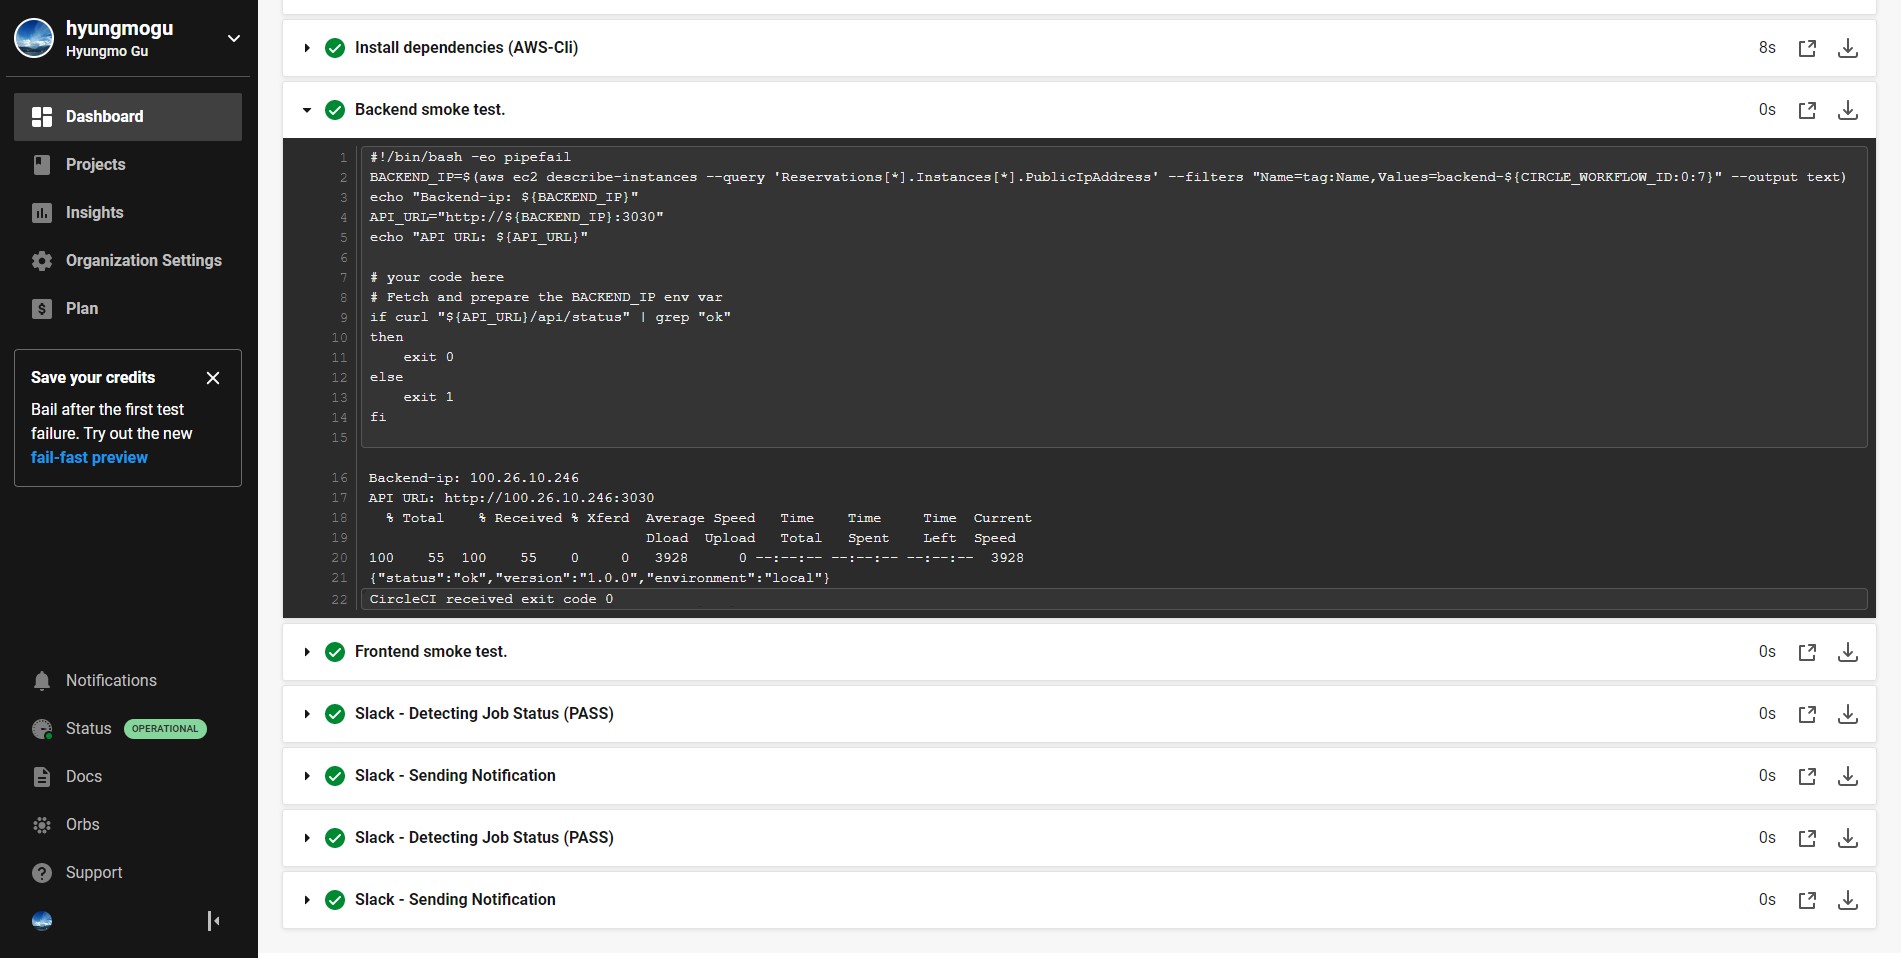 hyungmogu
Hyungmo Gu
Dashboard
Projects
Insights
Organization Settings
Plan
Save your credits
Bail after the first test
failure. Try out the new
fail-fast preview
Notifications
Status OPERATIONAL
Docs
Orbs
Support
Install dependencies (AWS-Cli) 8s
Backend smoke test. 0s
1 #!/bin/bash -eo pipefail
2 BACKEND_IP=$(aws ec2 describe-instances --query 'Reservations[*].Instances[*].PublicIpAddress' --filters "Name=tag:Name,Values=backend-${CIRCLE_WORKFLOW_ID:0:7}" --output text)
3 echo "Backend-ip: ${BACKEND_IP}"
4 API_URL="http://${BACKEND_IP}:3030"
5 echo "API URL: ${API_URL}"
6
7 # your code here
8 # Fetch and prepare the BACKEND_IP env var
9 if curl "${API_URL}/api/status" | grep "ok"
10 then
11     exit 0
12 else
13     exit 1
14 fi
15
16 Backend-ip: 100.26.10.246
17 API URL: http://100.26.10.246:3030
18   % Total    % Received % Xferd  Average Speed   Time    Time     Time  Current
19                                  Dload  Upload   Total   Spent    Left  Speed
20 100    55  100    55    0     0   3928      0 --:--:-- --:--:-- --:--:--  3928
21 {"status":"ok","version":"1.0.0","environment":"local"}
22 CircleCI received exit code 0
Frontend smoke test. 0s
Slack - Detecting Job Status (PASS) 0s
Slack - Sending Notification 0s
Slack - Detecting Job Status (PASS) 0s
Slack - Sending Notification 0s